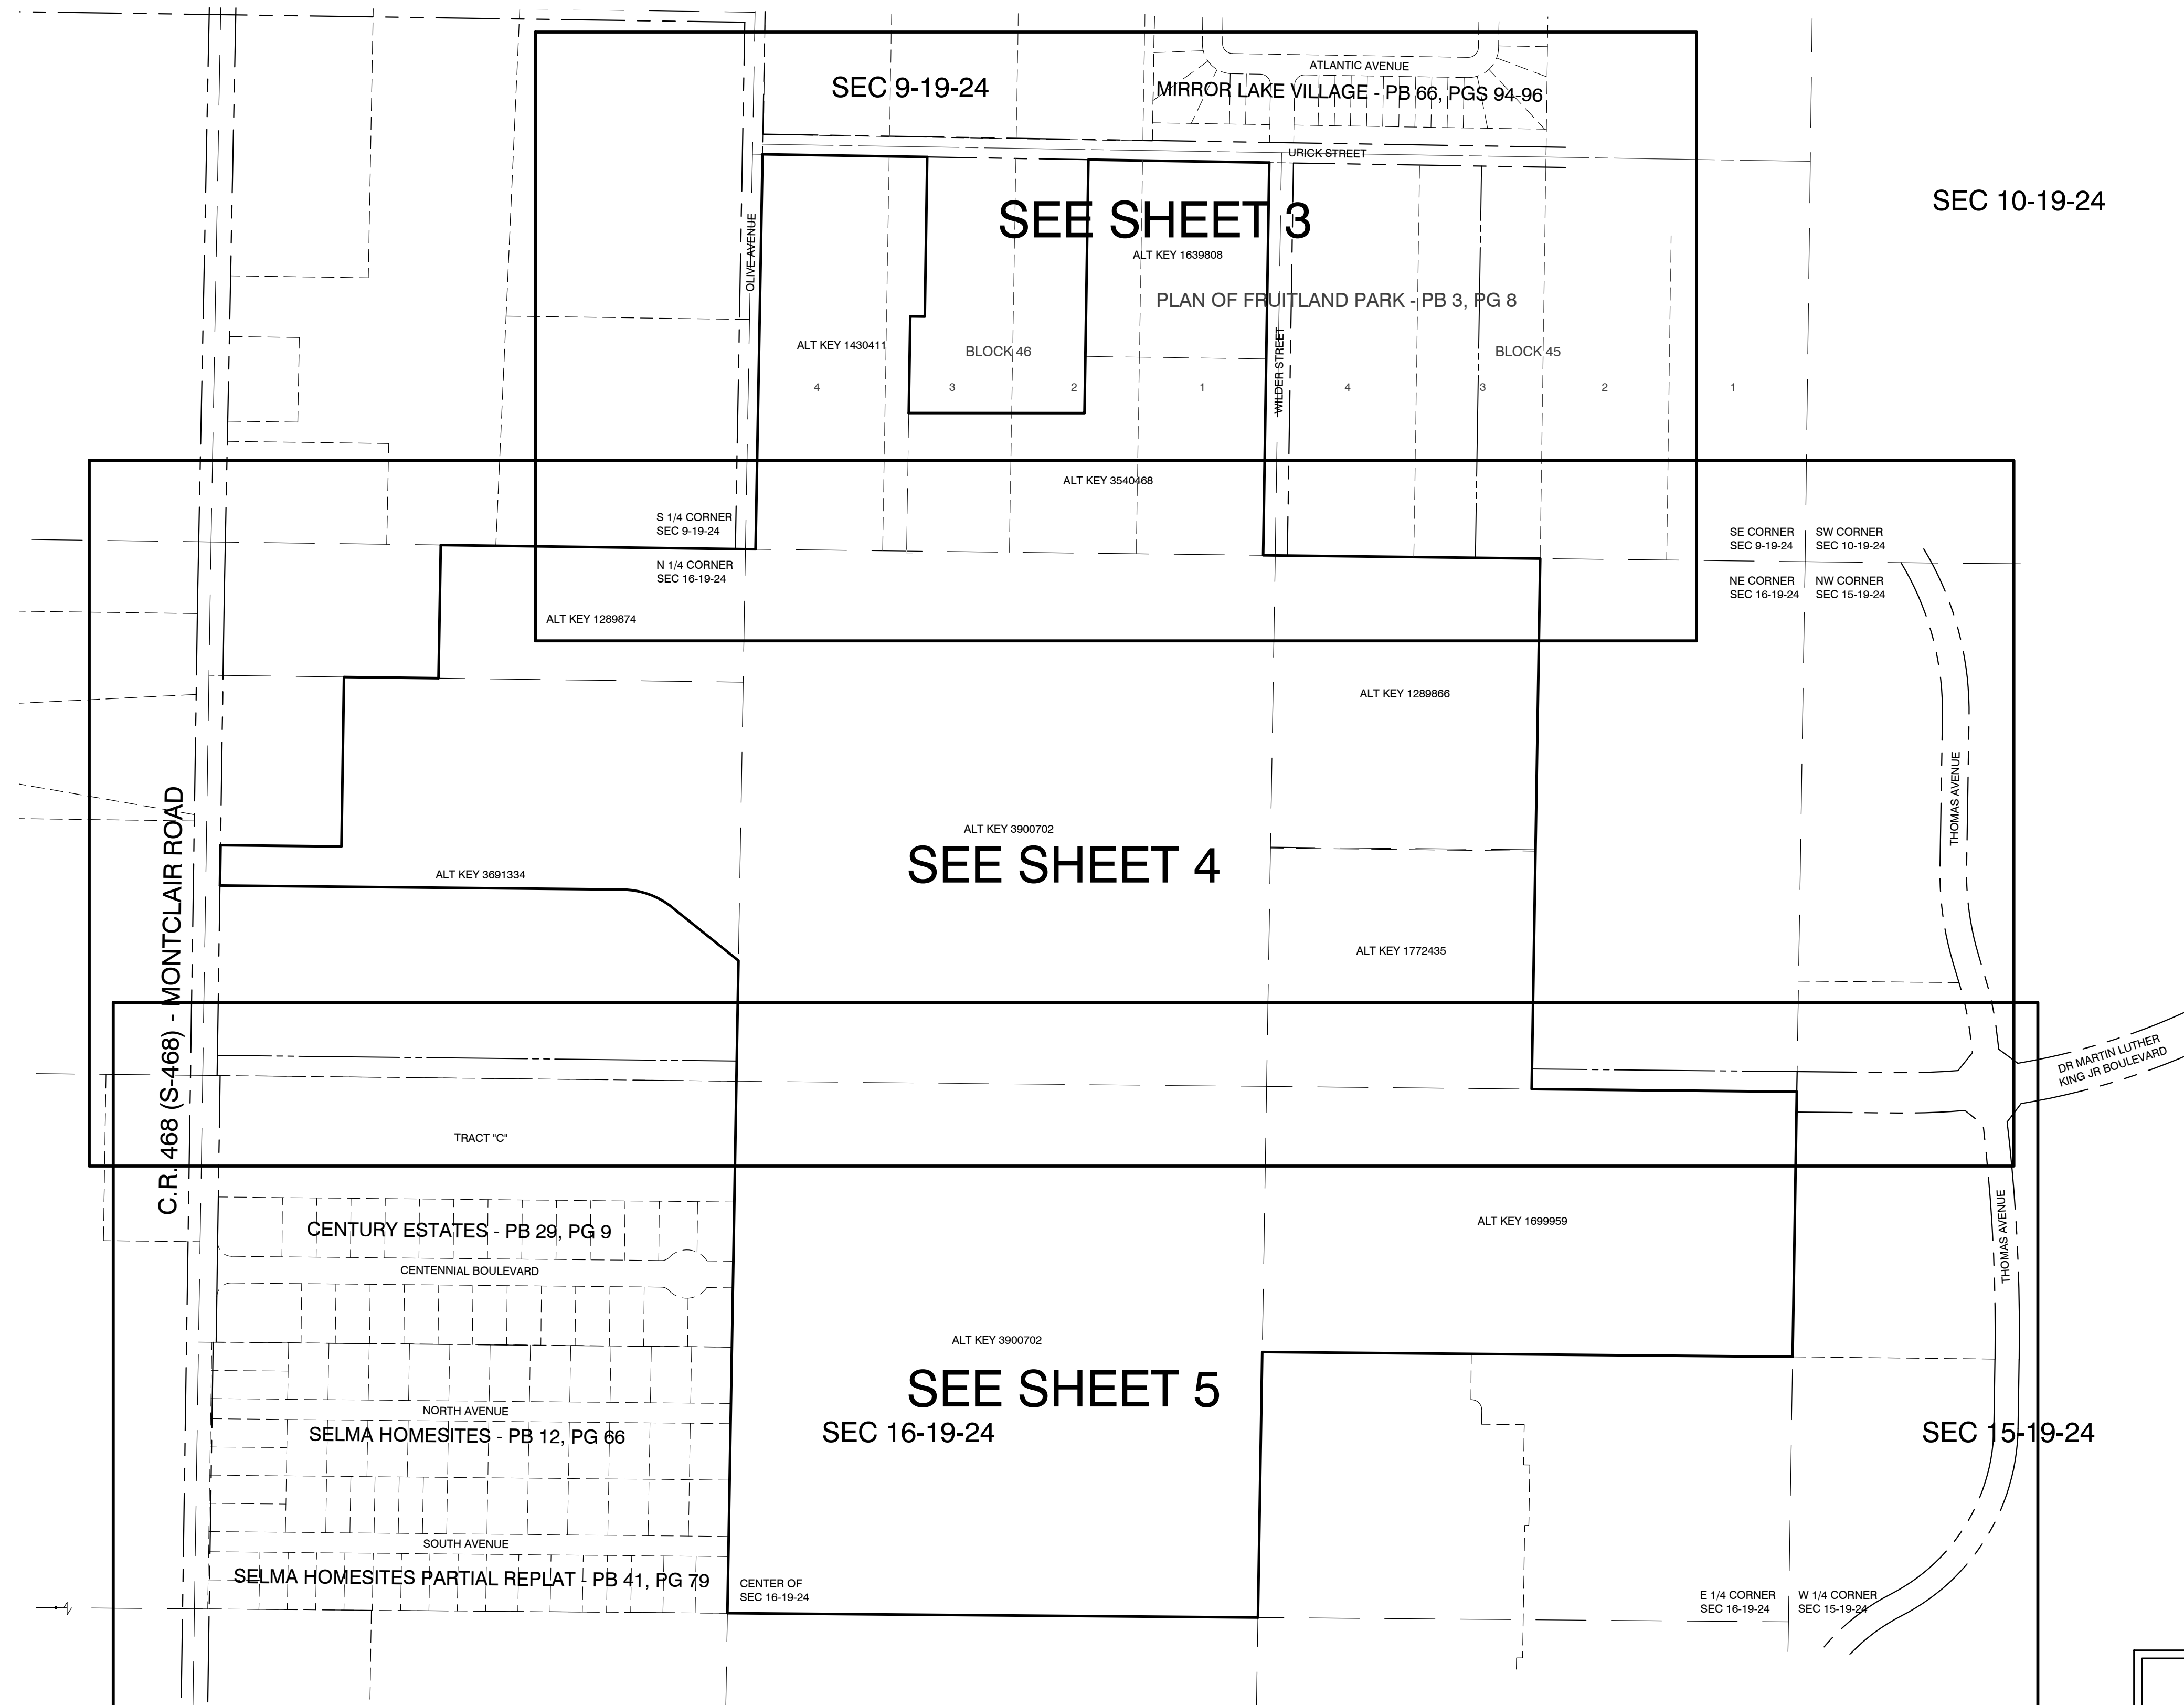 ATLANTIC AVENUE
SEC 9-19-24
MIRROR LAKE VILLAGE - PB 66, PGS 94-96
URICK STREET
SEC 10-19-24
SEE SHEET 3
OLIVE AVENUE
ALT KEY 1639808
PLAN OF FRUITLAND PARK - PB 3, PG 8
ALT KEY 1430411
BLOCK 46
BLOCK 45
WILDER STREET
4
3
2
1
4
3
2
1
ALT KEY 3540468
S 1/4 CORNER
SEC 9-19-24
SE CORNER
SEC 9-19-24
SW CORNER
SEC 10-19-24
N 1/4 CORNER
SEC 16-19-24
NE CORNER
SEC 16-19-24
NW CORNER
SEC 15-19-24
ALT KEY 1289874
ALT KEY 1289866
THOMAS AVENUE
ALT KEY 3900702
SEE SHEET 4
ALT KEY 3691334
C.R. 468 (S-468) - MONTCLAIR ROAD
ALT KEY 1772435
DR MARTIN LUTHER
KING JR BOULEVARD
TRACT "C"
THOMAS AVENUE
CENTURY ESTATES - PB 29, PG 9
ALT KEY 1699959
CENTENNIAL BOULEVARD
ALT KEY 3900702
SEE SHEET 5
NORTH AVENUE
SELMA HOMESITES - PB 12, PG 66
SEC 16-19-24
SEC 15-19-24
SOUTH AVENUE
SELMA HOMESITES PARTIAL REPLAT - PB 41, PG 79
CENTER OF
SEC 16-19-24
E 1/4 CORNER
SEC 16-19-24
W 1/4 CORNER
SEC 15-19-24